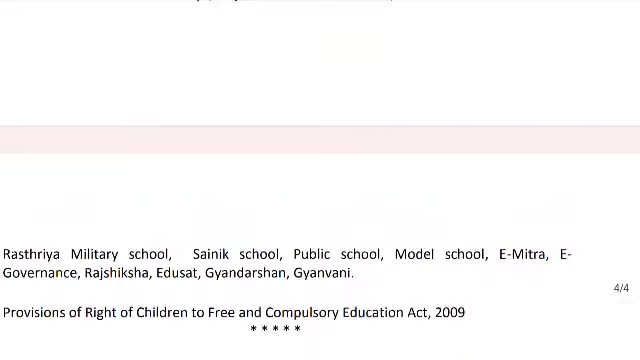 Rasthriya Military school, Sainik school, Public school, Model school, E-Mitra, E-
Governance, Rajshiksha, Edusat, Gyandarshan, Gyanvani.
4/4
Provisions of Right of Children to Free and Compulsory Education Act, 2009
* * * * *